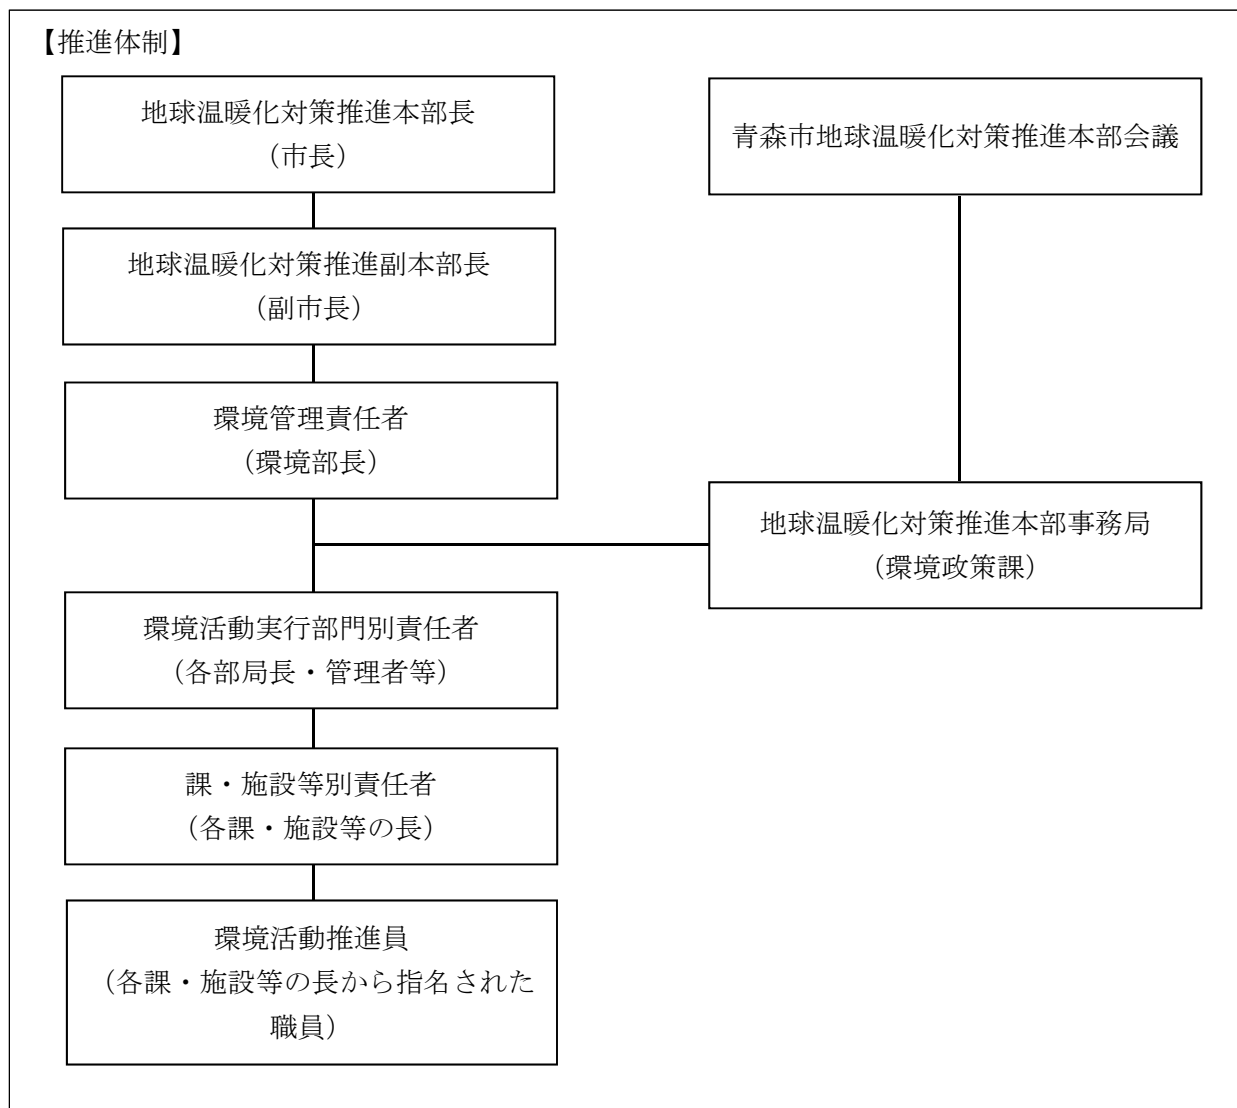 【推進体制】
地球温暖化対策推進本部長
（市長）
青森市地球温暖化対策推進本部会議
地球温暖化対策推進副本部長
（副市長）
環境管理責任者
（環境部長）
地球温暖化対策推進本部事務局
（環境政策課）
環境活動実行部門別責任者
（各部局長・管理者等）
課・施設等別責任者
（各課・施設等の長）
環境活動推進員
（各課・施設等の長から指名された
職員）